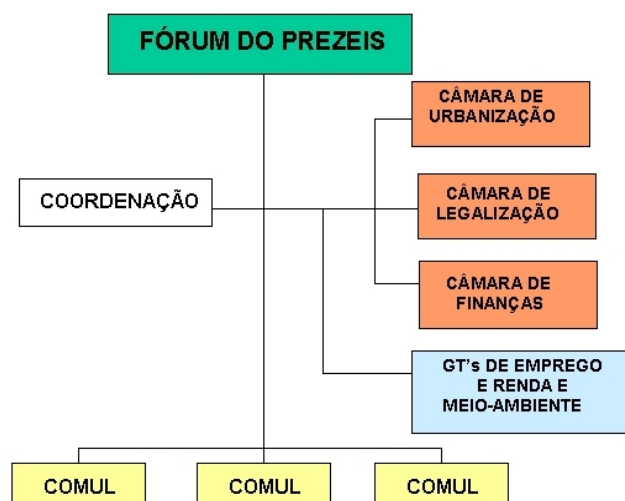 FÓRUM DO PREZEIS
CÂMARA DE
URBANIZAÇÃO
COORDENAÇÃO
CÂMARA DE
LEGALIZAÇÃO
CÂMARA DE
FINANÇAS
GT's DE EMPREGO
E RENDA E
MEIO-AMBIENTE
COMUL
COMUL
COMUL